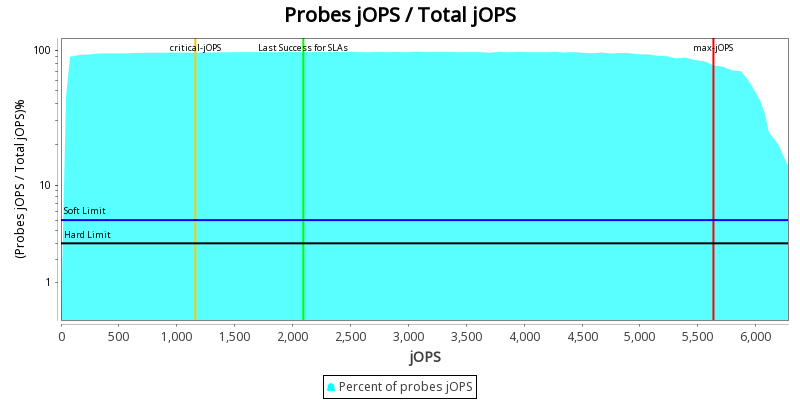 Probes jOPS / Total jOPS
(Probes jOPS / Total jOPS)%
100
10
1
critical-jOPS
Last Success for SLAs
max-jOPS
Soft Limit
Hard Limit
0 500 1,000 1,500 2,000 2,500 3,000 3,500 4,000 4,500 5,000 5,500 6,000
jOPS
Percent of probes jOPS